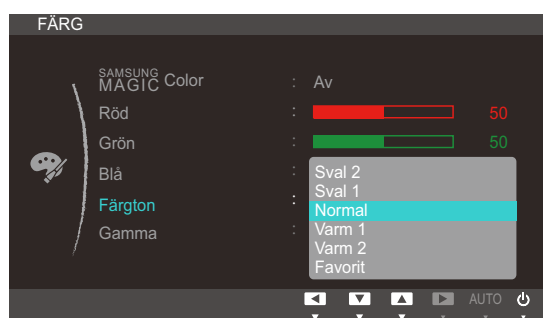 FÄRG
SAMSUNG
MAGIC Color : Av
Röd : 50
Grön : 50
Blå :
Sval 2
Sval 1
Färgton :
Normal
Gamma :
Varm 1
Varm 2
Favorit
AUTO